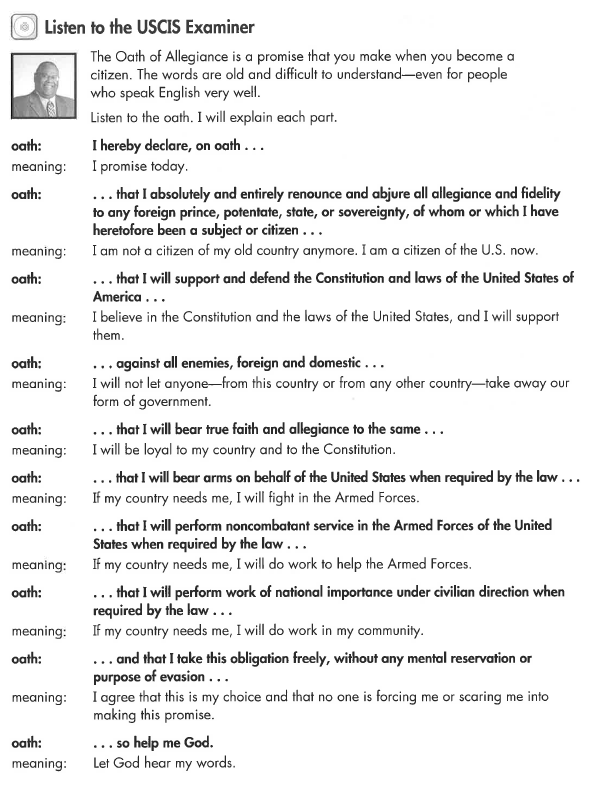 Listen to the USCIS Examiner
The Oath of Allegiance is a promise that you make when you become a
citizen. The words are old and difficult to understand—even for people
who speak English very well.
Listen to the oath. I will explain each part.
oath: I hereby declare, on oath . . .
meaning: I promise today.
oath: . . . that I absolutely and entirely renounce and abjure all allegiance and fidelity
to any foreign prince, potentate, state, or sovereignty, of whom or which I have
heretofore been a subject or citizen . . .
meaning: I am not a citizen of my old country anymore. I am a citizen of the U.S. now.
oath: . . . that I will support and defend the Constitution and laws of the United States of
America . . .
meaning: I believe in the Constitution and the laws of the United States, and I will support
them.
oath: . . . against all enemies, foreign and domestic . . .
meaning: I will not let anyone—from this country or from any other country—take away our
form of government.
oath: . . . that I will bear true faith and allegiance to the same . . .
meaning: I will be loyal to my country and to the Constitution.
oath: . . . that I will bear arms on behalf of the United States when required by the law . . .
meaning: If my country needs me, I will fight in the Armed Forces.
oath: . . . that I will perform noncombatant service in the Armed Forces of the United
States when required by the law . . .
meaning: If my country needs me, I will do work to help the Armed Forces.
oath: . . . that I will perform work of national importance under civilian direction when
required by the law . . .
meaning: If my country needs me, I will do work in my community.
oath: . . . and that I take this obligation freely, without any mental reservation or
purpose of evasion . . .
meaning: I agree that this is my choice and that no one is forcing me or scaring me into
making this promise.
oath: . . . so help me God.
meaning: Let God hear my words.